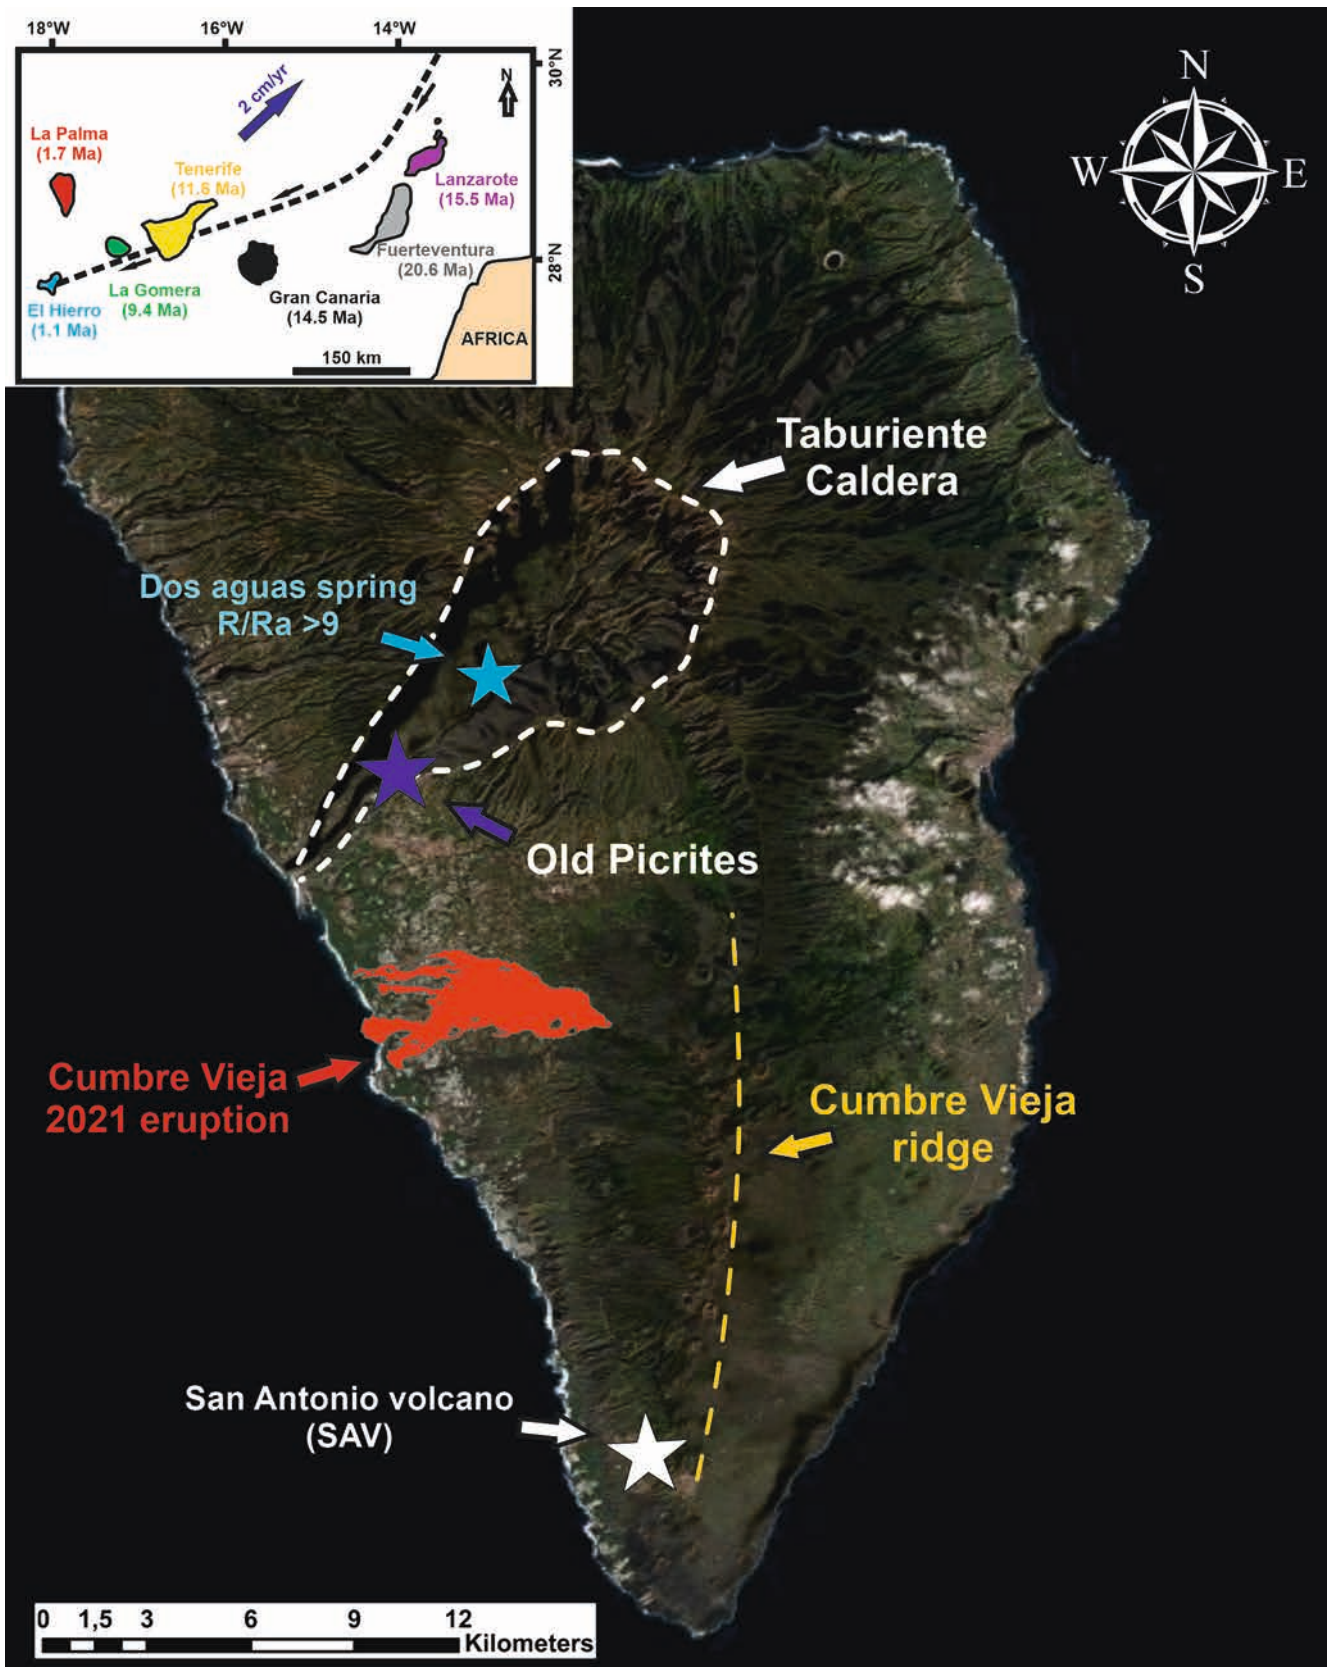 18°W 16°W 14°W
30°N
28°N
N
2 cm/yr
La Palma
(1.7 Ma)
Tenerife
(11.6 Ma)
Lanzarote
(15.5 Ma)
Fuerteventura
(20.6 Ma)
La Gomera
(9.4 Ma)
Gran Canaria
(14.5 Ma)
El Hierro
(1.1 Ma)
AFRICA
150 km
N
W E
S
Taburiente
Caldera
Dos aguas spring
R/Ra >9
Old Picrites
Cumbre Vieja
2021 eruption
Cumbre Vieja
ridge
San Antonio volcano
(SAV)
0 1,5 3 6 9 12
Kilometers